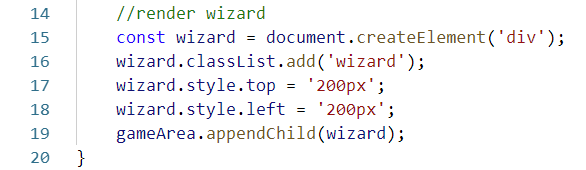 14 //render wizard
15 const wizard = document.createElement('div');
16 wizard.classList.add('wizard');
17 wizard.style.top = '200px';
18 wizard.style.left = '200px';
19 gameArea.appendChild(wizard);
20 }